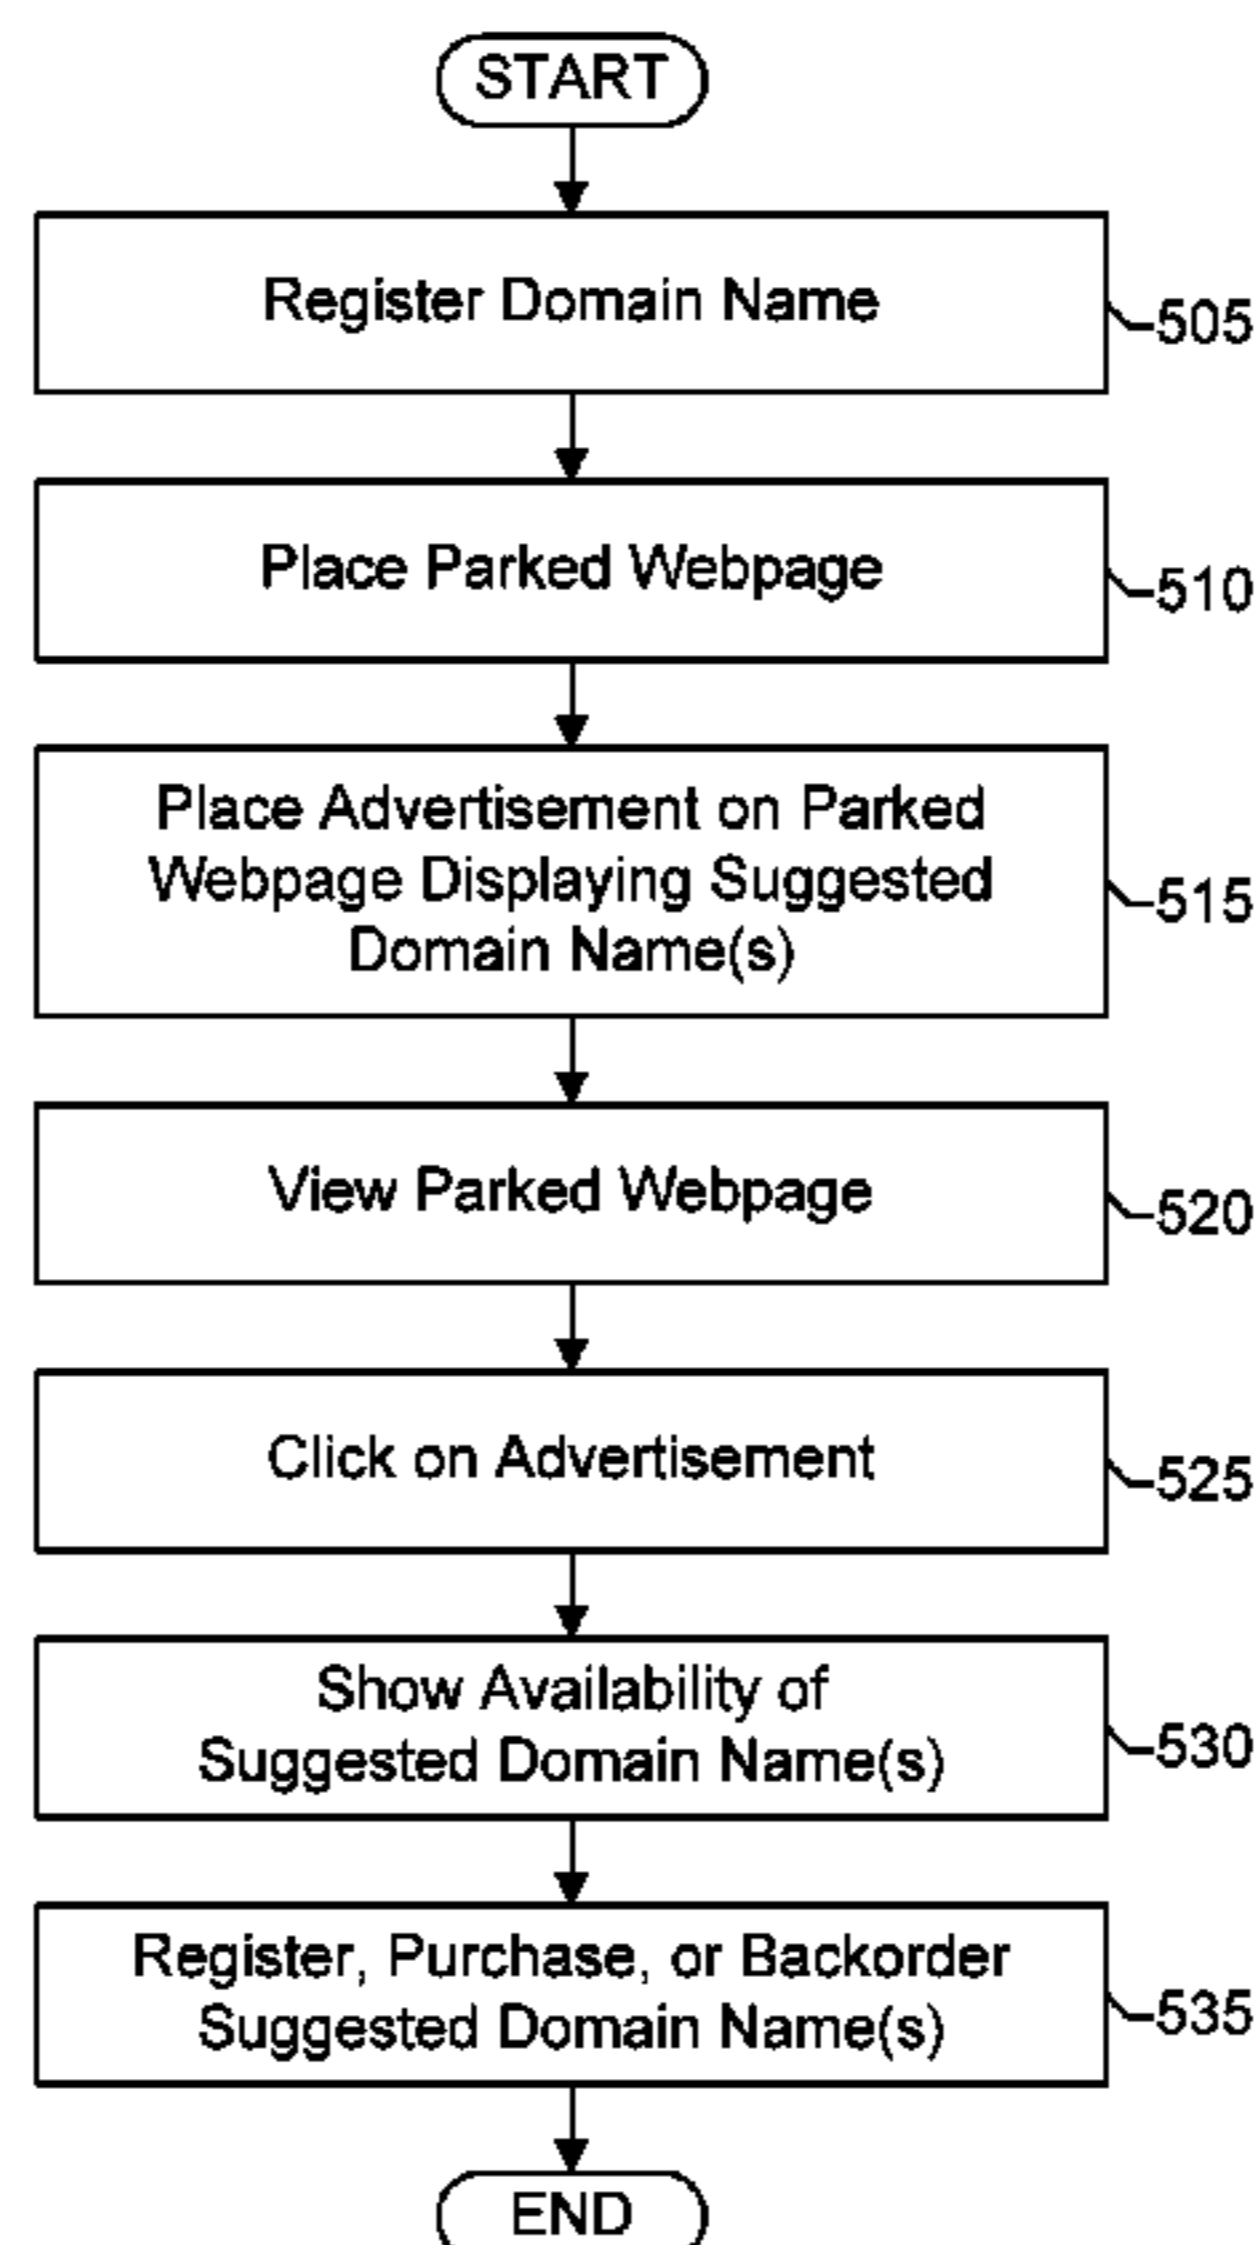 START
Register Domain Name
505
Place Parked Webpage
510
Place Advertisement on Parked
Webpage Displaying Suggested
Domain Name(s)
515
View Parked Webpage
520
Click on Advertisement
525
Show Availability of
Suggested Domain Name(s)
530
Register, Purchase, or Backorder
Suggested Domain Name(s)
535
END